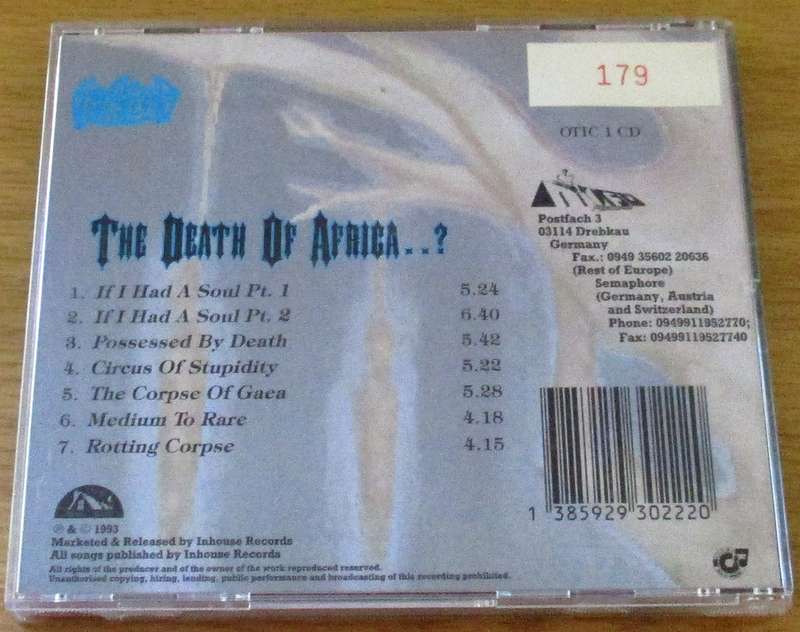 179
OTIC 1 CD
Postfach 3
03114 Drebkau
Germany
Fax.: 0949 35602 20636
(Rest of Europe)
Semaphore
(Germany, Austria
and Switzerland)
Phone: 0949911952770;
Fax: 09499119527740
The Death Of Africa..?
1. If I Had A Soul Pt. 1 5.24
2. If I Had A Soul Pt. 2 6.40
3. Possessed By Death 5.42
4. Circus Of Stupidity 5.22
5. The Corpse Of Gaea 5.28
6. Medium To Rare 4.18
7. Rotting Corpse 4.15
1 385929 302220
℗ & © 1993
Marketed & Released by Inhouse Records
All songs published by Inhouse Records
All rights of the producer and of the owner of the work reproduced reserved.
Unauthorised copying, hiring, lending, public performance and broadcasting of this recording prohibited.